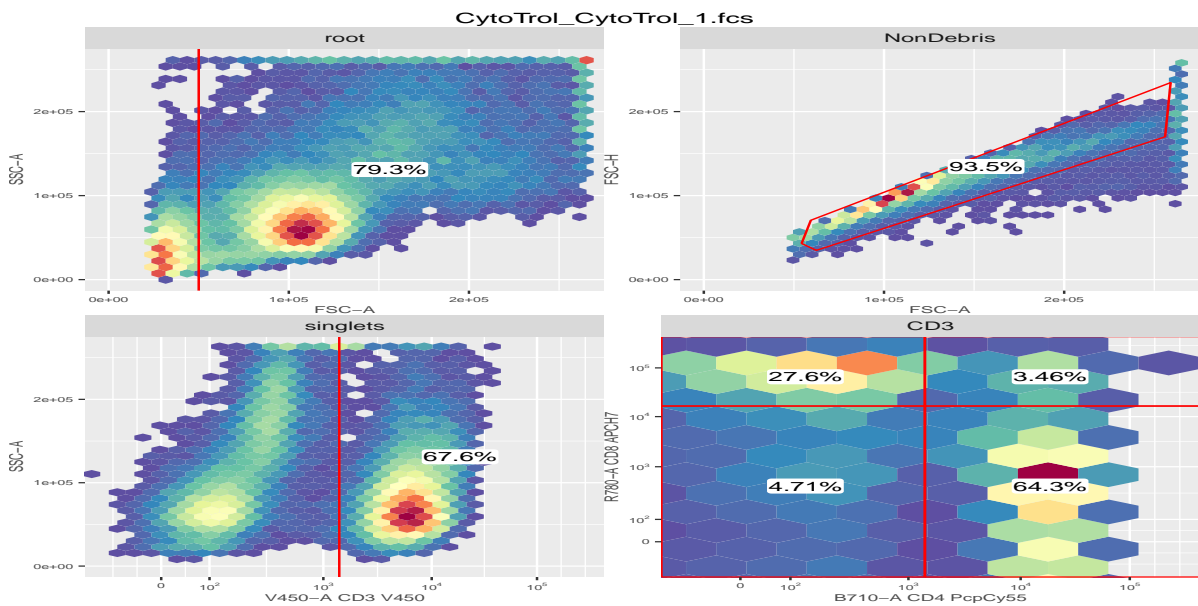 CytoTrol_CytoTrol_1.fcs
root
NonDebris
SSC-A
2e+05
1e+05
0e+00
79.3%
0e+00
1e+05
2e+05
FSC-A
FSC-H
2e+05
1e+05
0e+00
93.5%
0e+00
1e+05
2e+05
FSC-A
singlets
CD3
SSC-A
2e+05
1e+05
0e+00
67.6%
0
10²
10³
10⁴
10⁵
V450-A CD3 V450
R780-A CD8 APCH7
10⁵
10⁴
10³
10²
0
27.6%
3.46%
4.71%
64.3%
0
10²
10³
10⁴
10⁵
B710-A CD4 PcpCy55